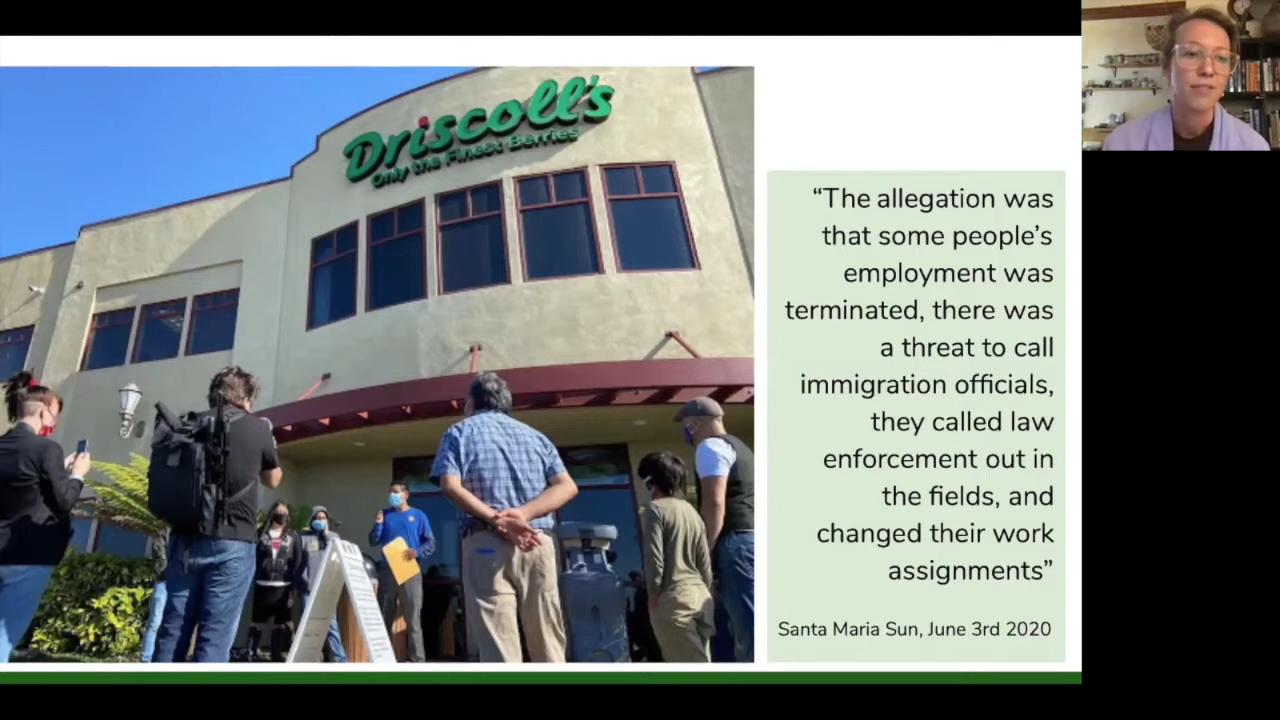 Driscoll's
Only the Finest Berries
“The allegation was
that some people’s
employment was
terminated, there was
a threat to call
immigration officials,
they called law
enforcement out in
the fields, and
changed their work
assignments”
Santa Maria Sun, June 3rd 2020